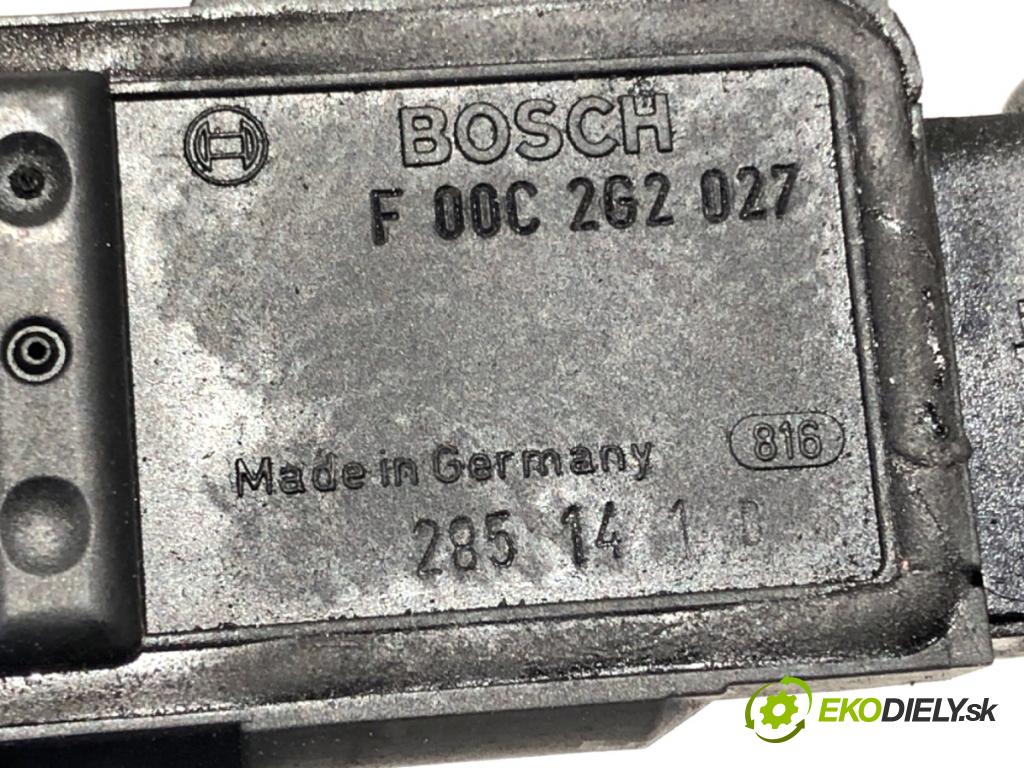 BOSCH
F 00C 2G2 027
816
Made in Germany
285 14 1
EKODIELY.sk